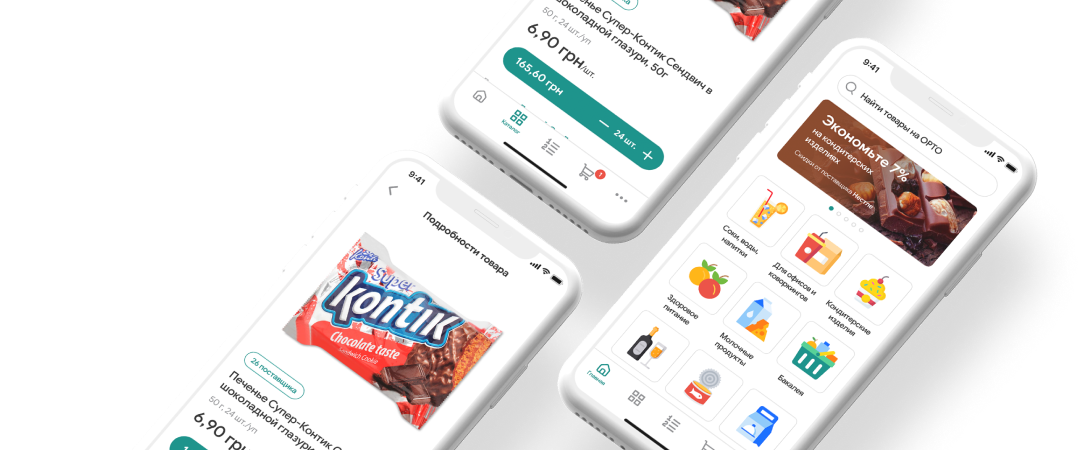 Печенье Супер-Контик Сендвич в
шоколадной глазури, 50г
50 г, 24 шт./уп
6,90 грн/шт.
165,60 грн
24 шт.
Каталог
1
9:41
Подробности товара
Super
Kontik
Chocolate taste
Sandwich Cookie
26 поставщика
Печенье Супер-Контик С
шоколадной глазури,
50 г, 24 шт./уп
6,90 грн
9:41
Найти товары на ОРТО
Экономьте 7%
на кондитерских
изделиях
Скидки от поставщика Нестле
Соки, воды,
напитки
Для офисов и
коворкингов
Кондитерские
изделия
Здоровое
питание
Молочные
продукты
Бакалея
Главная